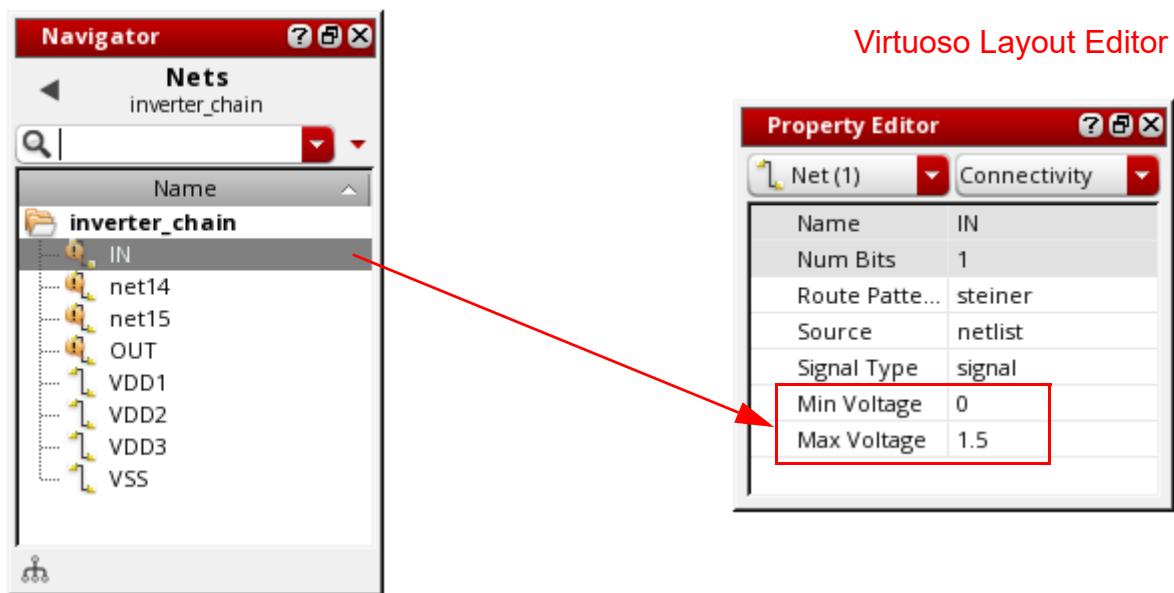 Navigator
Nets
inverter_chain
Name
inverter_chain
IN
net14
net15
OUT
VDD1
VDD2
VDD3
VSS
Virtuoso Layout Editor
Property Editor
Net (1) Connectivity
Name IN
Num Bits 1
Route Patte... steiner
Source netlist
Signal Type signal
Min Voltage 0
Max Voltage 1.5